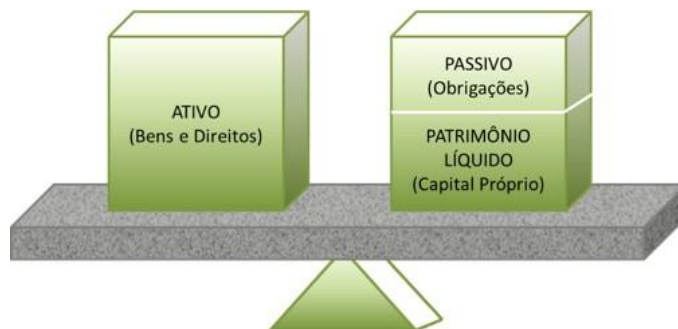 ATIVO
(Bens e Direitos)
PASSIVO
(Obrigações)
PATRIMÔNIO
LÍQUIDO
(Capital Próprio)